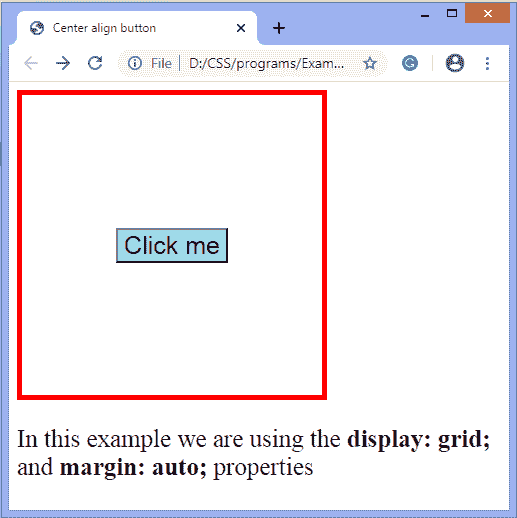 Center align button
File | D:/CSS/programs/Exam...
Click me
In this example we are using the display: grid;
and margin: auto; properties